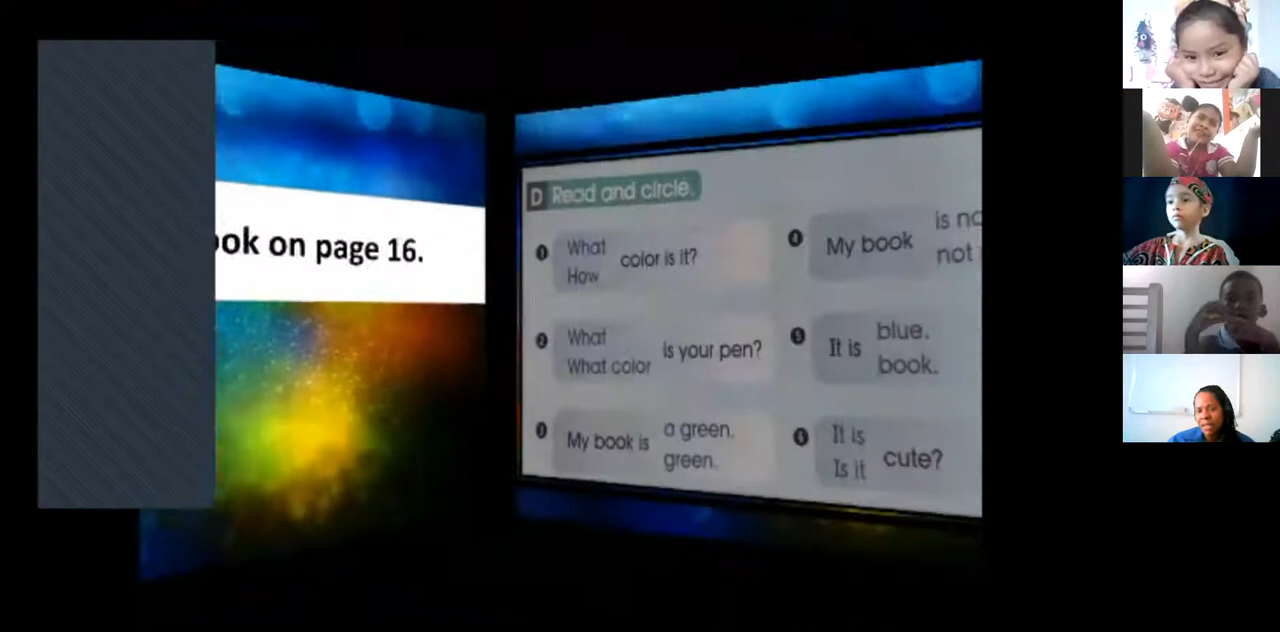 on page 16.
D Read and circle.
1 What
How
color is it?
2 What
What color
is your pen?
3 My book is
a green.
green.
4 My book
is
not
5 It is
blue.
book.
6 It is
Is it
cute?